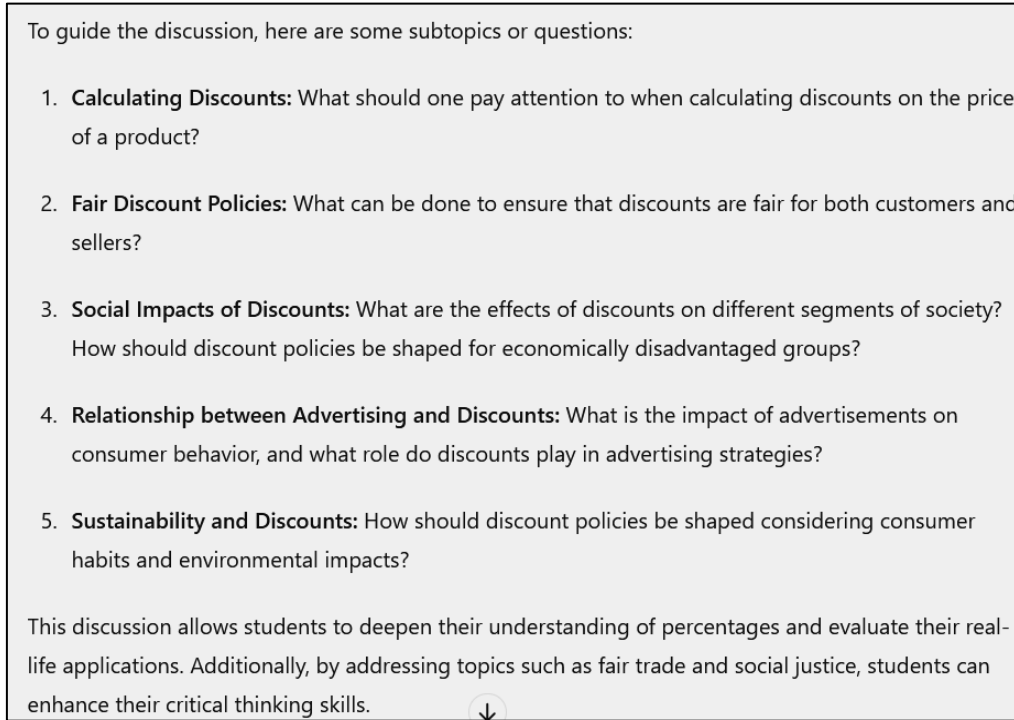 To guide the discussion, here are some subtopics or questions:
1. Calculating Discounts: What should one pay attention to when calculating discounts on the price
of a product?
2. Fair Discount Policies: What can be done to ensure that discounts are fair for both customers and
sellers?
3. Social Impacts of Discounts: What are the effects of discounts on different segments of society?
How should discount policies be shaped for economically disadvantaged groups?
4. Relationship between Advertising and Discounts: What is the impact of advertisements on
consumer behavior, and what role do discounts play in advertising strategies?
5. Sustainability and Discounts: How should discount policies be shaped considering consumer
habits and environmental impacts?
This discussion allows students to deepen their understanding of percentages and evaluate their real-
life applications. Additionally, by addressing topics such as fair trade and social justice, students can
enhance their critical thinking skills.